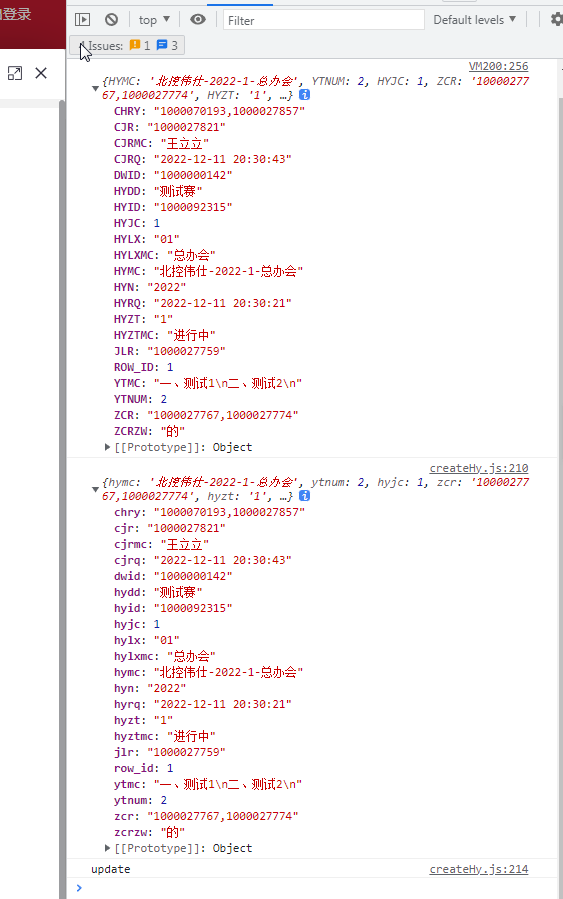 登录
top
Filter
Default levels
Issues: 1 3
VM200:256
{HYMC: '北控伟仕-2022-1-总办会', YTNUM: 2, HYJC: 1, ZCR: '10000277
67,1000027774', HYZT: '1', …}
CHRY: "1000070193,1000027857"
CJR: "1000027821"
CJRMC: "王立立"
CJRQ: "2022-12-11 20:30:43"
DWID: "1000000142"
HYDD: "测试赛"
HYID: "1000092315"
HYJC: 1
HYLX: "01"
HYLXMC: "总办会"
HYMC: "北控伟仕-2022-1-总办会"
HYN: "2022"
HYRQ: "2022-12-11 20:30:21"
HYZT: "1"
HYZTMC: "进行中"
JLR: "1000027759"
ROW_ID: 1
YTMC: "一、测试1\n二、测试2\n"
YTNUM: 2
ZCR: "1000027767,1000027774"
ZCRZW: "的"
[[Prototype]]: Object
createHy.js:210
{hymc: '北控伟仕-2022-1-总办会', ytnum: 2, hyjc: 1, zcr: '10000277
67,1000027774', hyzt: '1', …}
chry: "1000070193,1000027857"
cjr: "1000027821"
cjrmc: "王立立"
cjrq: "2022-12-11 20:30:43"
dwid: "1000000142"
hydd: "测试赛"
hyid: "1000092315"
hyjc: 1
hylx: "01"
hylxmc: "总办会"
hymc: "北控伟仕-2022-1-总办会"
hyn: "2022"
hyrq: "2022-12-11 20:30:21"
hyzt: "1"
hyztmc: "进行中"
jlr: "1000027759"
row_id: 1
ytmc: "一、测试1\n二、测试2\n"
ytnum: 2
zcr: "1000027767,1000027774"
zcrzw: "的"
[[Prototype]]: Object
update createHy.js:214